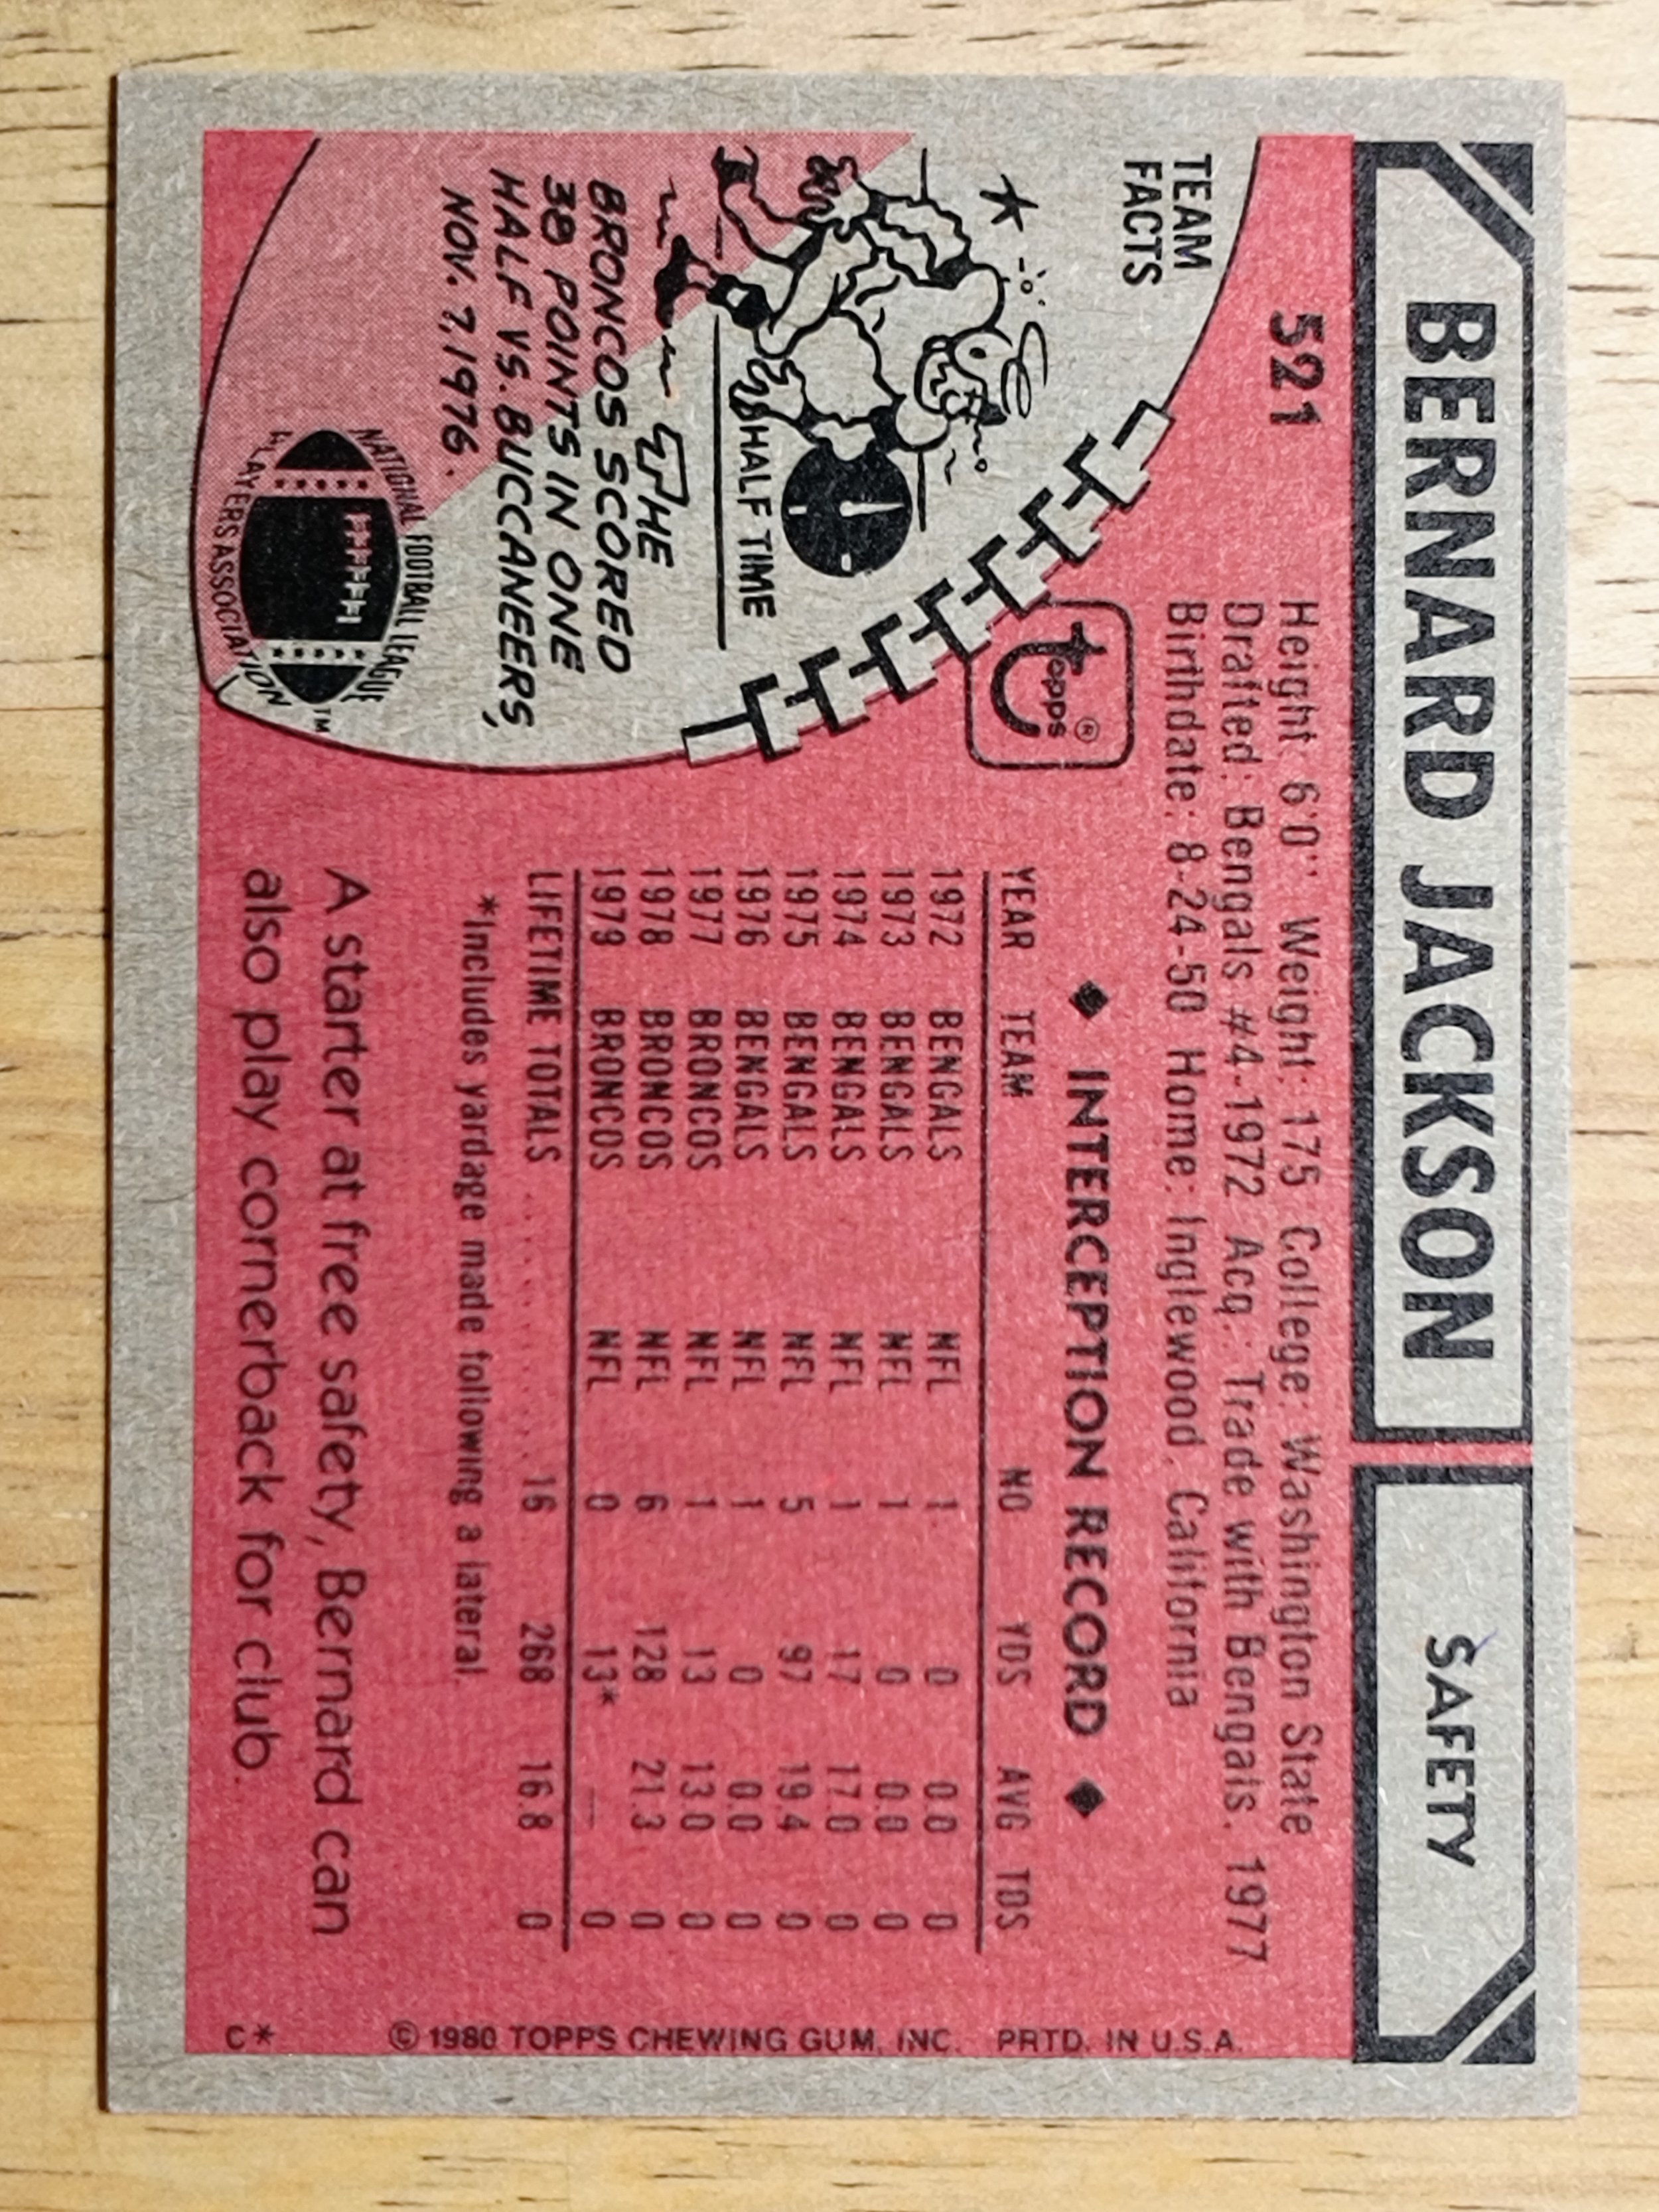 BERNARD JACKSON
SAFETY
521
Height: 6'0" Weight: 175 College: Washington State
Drafted: Bengals #4-1972 Acq.: Trade with Bengals, 1977
Birthdate: 8-24-50 Home: Inglewood, California
topps®
TEAM
FACTS
HALF TIME
THE
BRONCOS SCORED
38 POINTS IN ONE
HALF VS. BUCCANEERS,
NOV. 7, 1976.
NATIONAL FOOTBALL LEAGUE
PLAYERS ASSOCIATION
TM
◆ INTERCEPTION RECORD ◆
YEAR TEAM NO YDS AVG TDS
1972 BENGALS NFL 1 0 0.0 0
1973 BENGALS NFL 1 0 0.0 0
1974 BENGALS NFL 1 17 17.0 0
1975 BENGALS NFL 5 97 19.4 0
1976 BENGALS NFL 1 0 0.0 0
1977 BRONCOS NFL 1 13 13.0 0
1978 BRONCOS NFL 6 128 21.3 0
1979 BRONCOS NFL 0 13* — 0
LIFETIME TOTALS .......... 16 268 16.8 0
*Includes yardage made following a lateral.
A starter at free safety, Bernard can
also play cornerback for club.
C* © 1980 TOPPS CHEWING GUM, INC. PRTD. IN U.S.A.